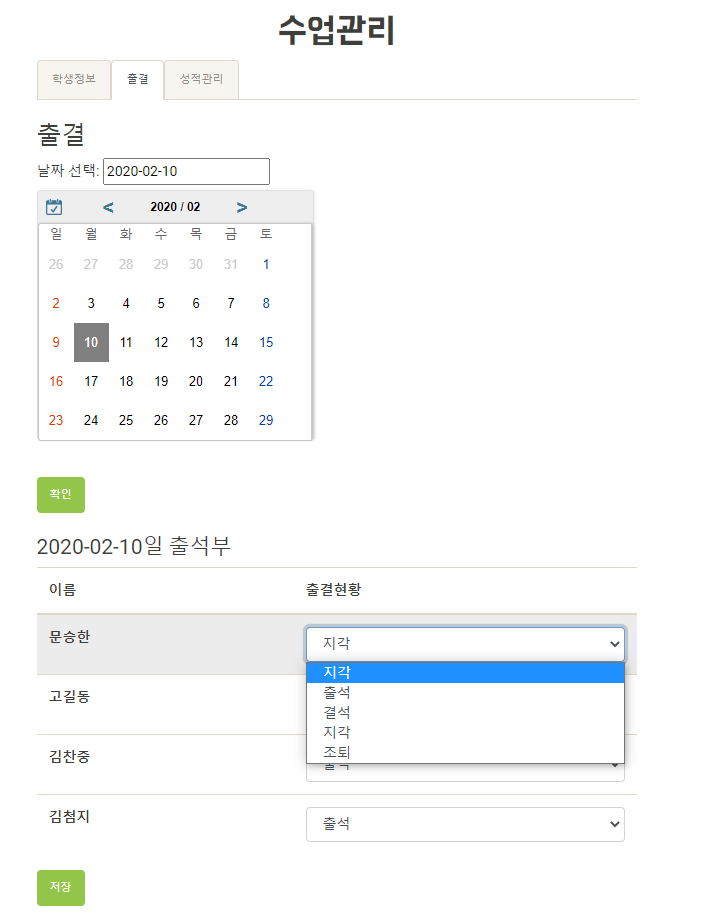 수업관리
학생정보 출결 성적관리
출결
날짜 선택: 2020-02-10
< 2020 / 02 >
일 월 화 수 목 금 토
26 27 28 29 30 31 1
2 3 4 5 6 7 8
9 10 11 12 13 14 15
16 17 18 19 20 21 22
23 24 25 26 27 28 29
확인
2020-02-10일 출석부
이름 출결현황
문승한 지각
지각
출석
결석
지각
조퇴
고길동
김찬중
김첨지 출석
저장